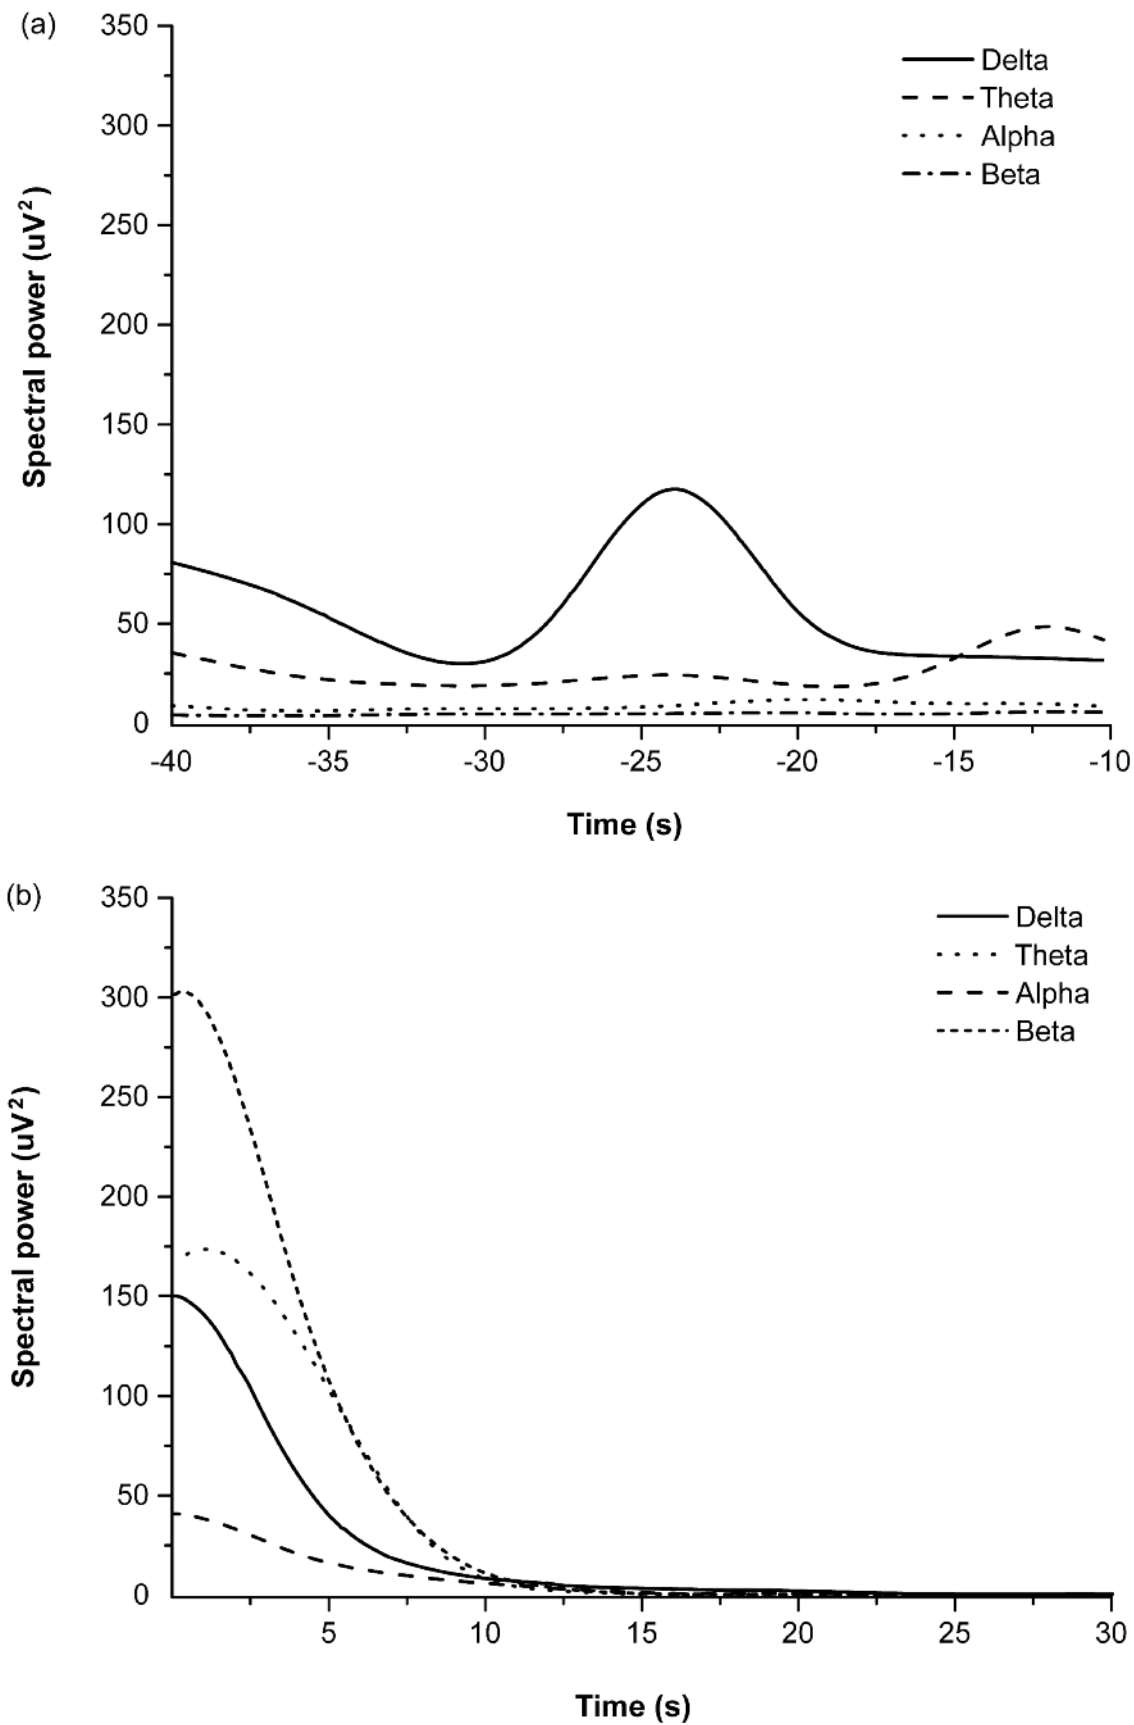 (a)
350
300
250
200
150
100
50
0
Spectral power (uV²)
Delta
Theta
Alpha
Beta
-40 -35 -30 -25 -20 -15 -10
Time (s)
(b)
350
300
250
200
150
100
50
0
Spectral power (uV²)
Delta
Theta
Alpha
Beta
5 10 15 20 25 30
Time (s)